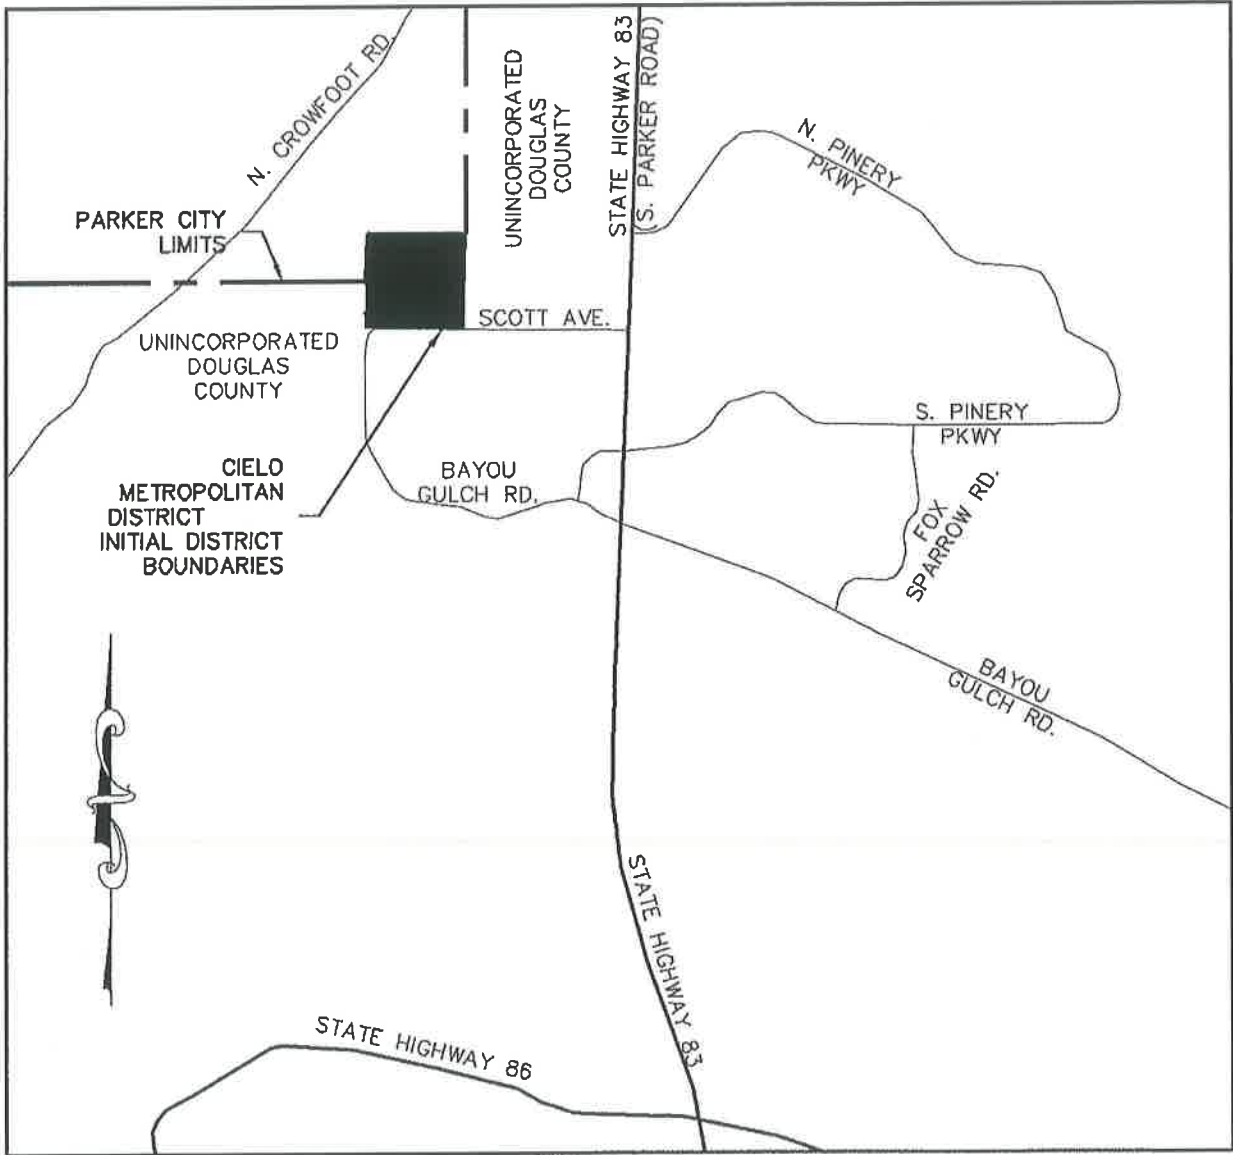 N. CROWFOOT RD.
UNINCORPORATED
DOUGLAS
COUNTY
STATE HIGHWAY 83
(S. PARKER ROAD)
N. PINERY
PKWY
PARKER CITY
LIMITS
SCOTT AVE.
UNINCORPORATED
DOUGLAS
COUNTY
S. PINERY
PKWY
CIELO
METROPOLITAN
DISTRICT
INITIAL DISTRICT
BOUNDARIES
BAYOU
GULCH RD.
FOX
SPARROW RD.
BAYOU
GULCH RD.
STATE HIGHWAY 83
STATE HIGHWAY 86